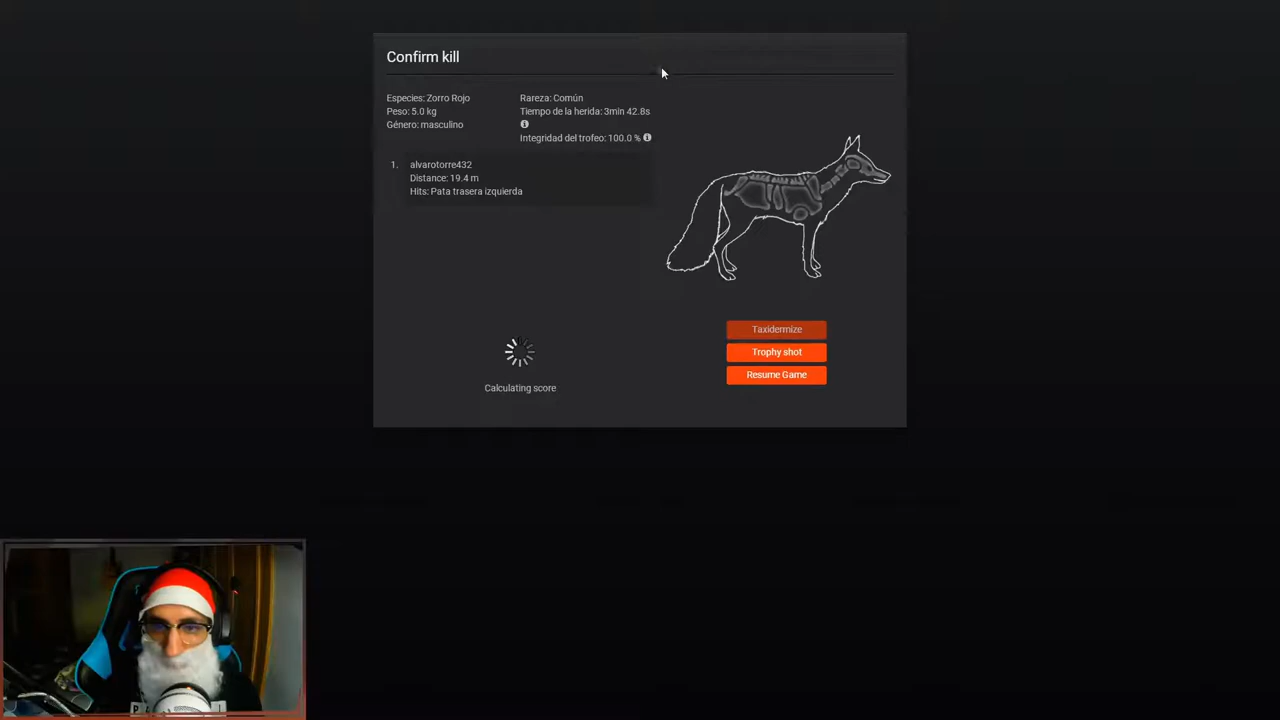 Confirm kill
Especies: Zorro Rojo
Peso: 5.0 kg
Género: masculino
Rareza: Común
Tiempo de la herida: 3min 42.8s
Integridad del trofeo: 100.0 %
1. alvarotorre432
Distance: 19.4 m
Hits: Pata trasera izquierda
Calculating score
Taxidermize
Trophy shot
Resume Game